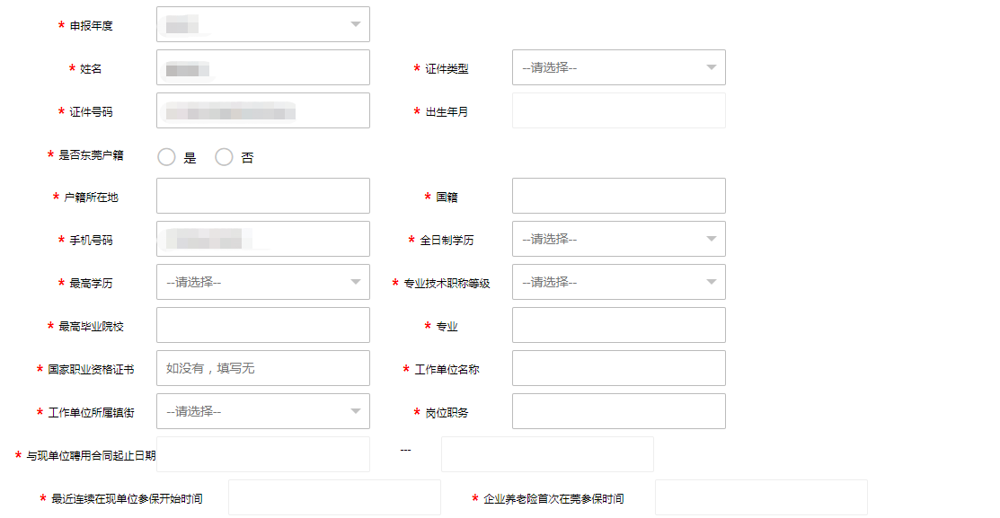 * 申报年度
* 姓名 * 证件类型 --请选择--
* 证件号码 * 出生年月
* 是否东莞户籍 是 否
* 户籍所在地 * 国籍
* 手机号码 * 全日制学历 --请选择--
* 最高学历 --请选择-- * 专业技术职称等级 --请选择--
* 最高毕业院校 * 专业
* 国家职业资格证书 如没有，填写无 * 工作单位名称
* 工作单位所属镇街 --请选择-- * 岗位职务
* 与现单位聘用合同起止日期 ---
* 最近连续在现单位参保开始时间 * 企业养老险首次在莞参保时间